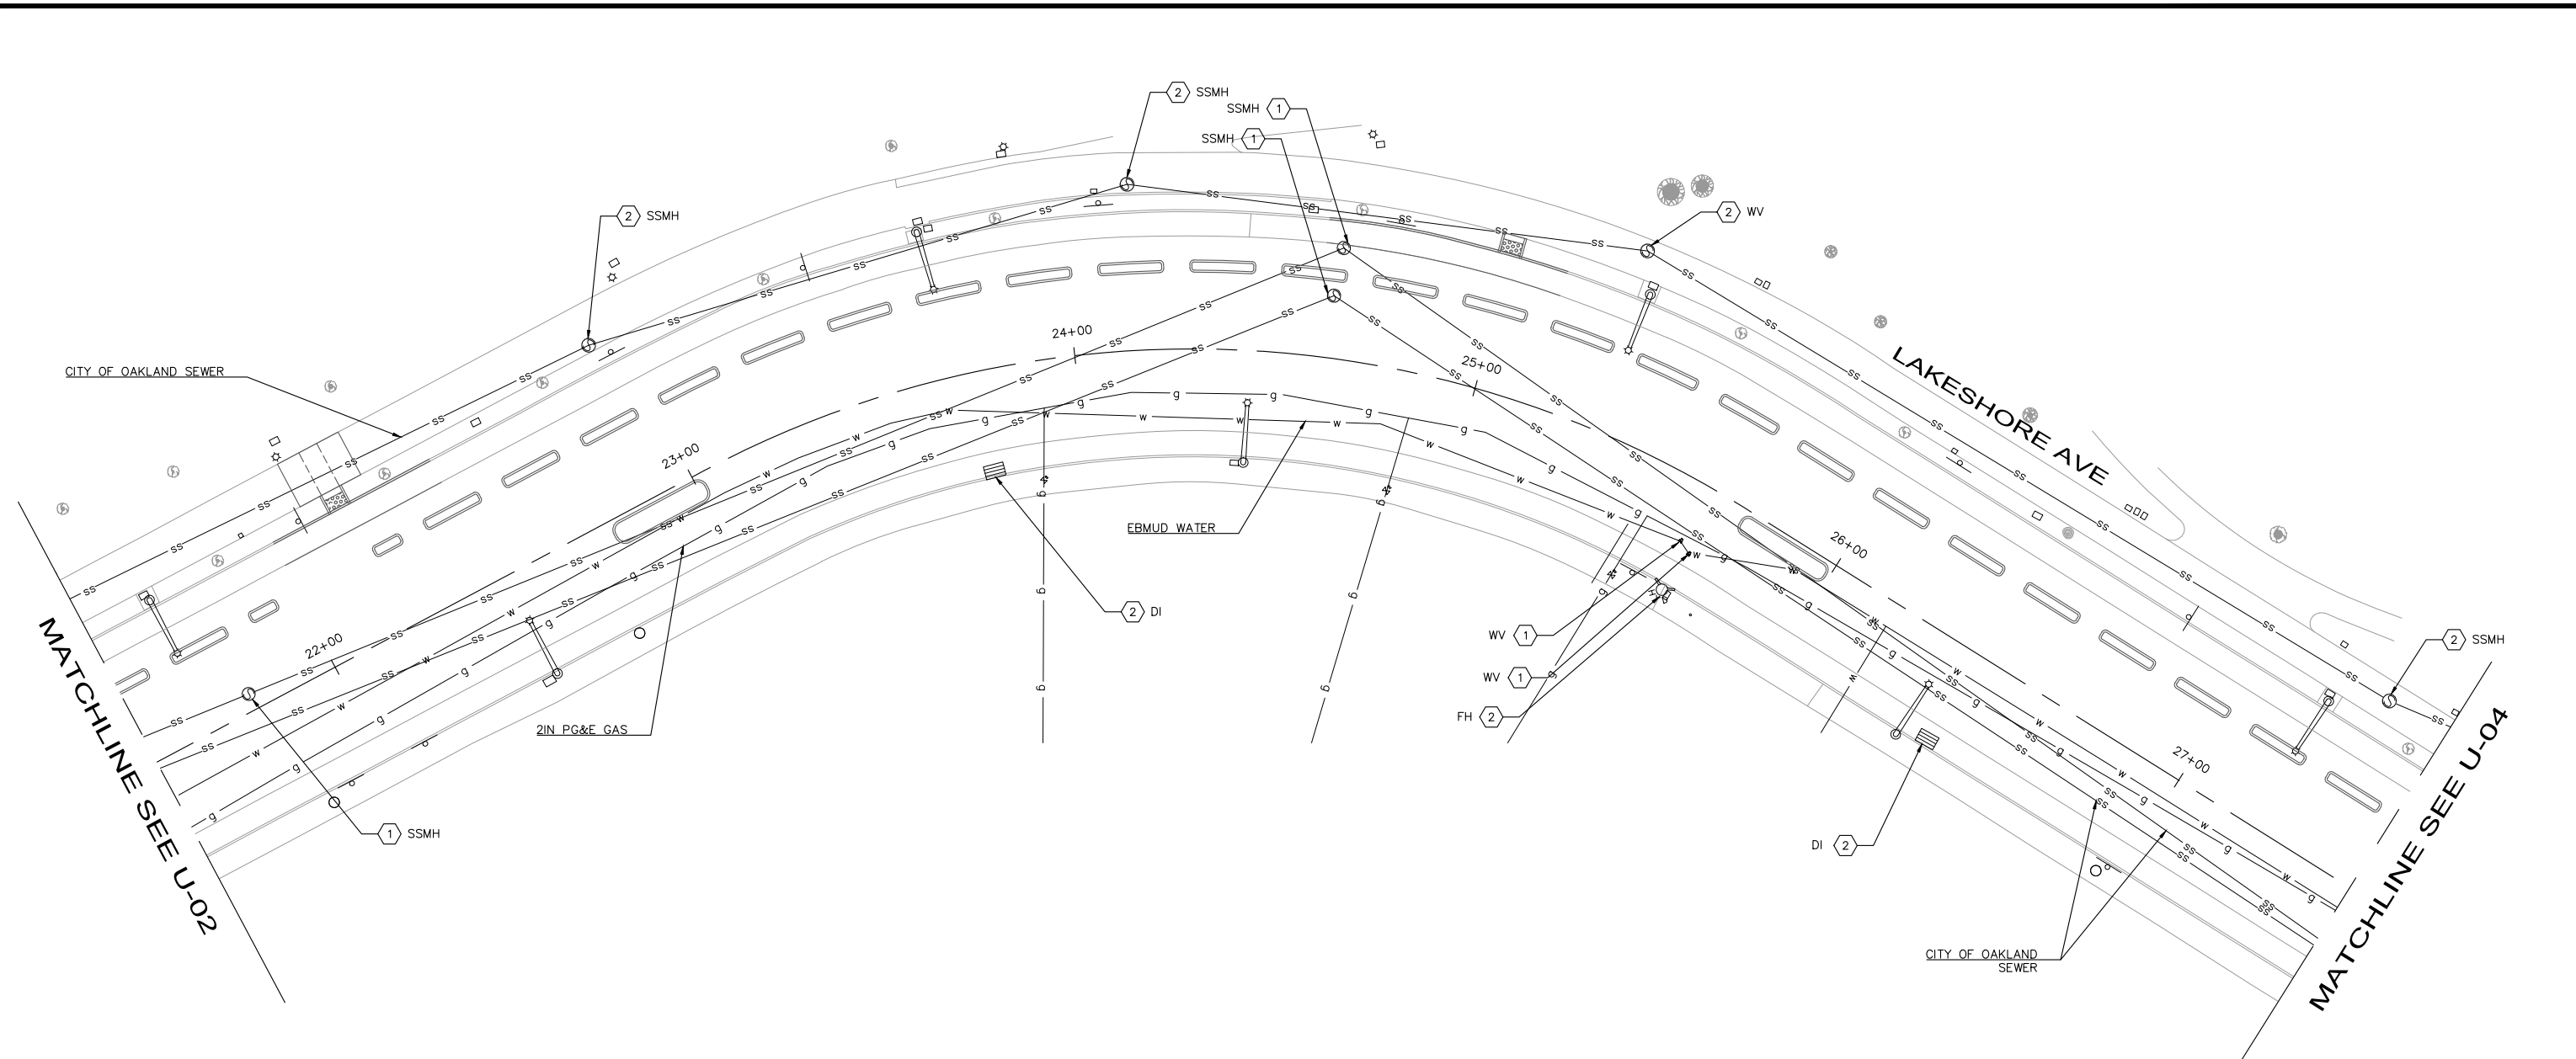 2 SSMH
SSMH 1
SSMH 1
2 SSMH
2 WV
CITY OF OAKLAND SEWER
24+00
25+00
LAKESHORE AVE
23+00
EBMUD WATER
26+00
2 DI
22+00
WV 1
2 SSMH
WV 1
FH 2
2IN PG&E GAS
27+00
1 SSMH
DI 2
MATCHLINE SEE U-02
MATCHLINE SEE U-04
CITY OF OAKLAND
SEWER